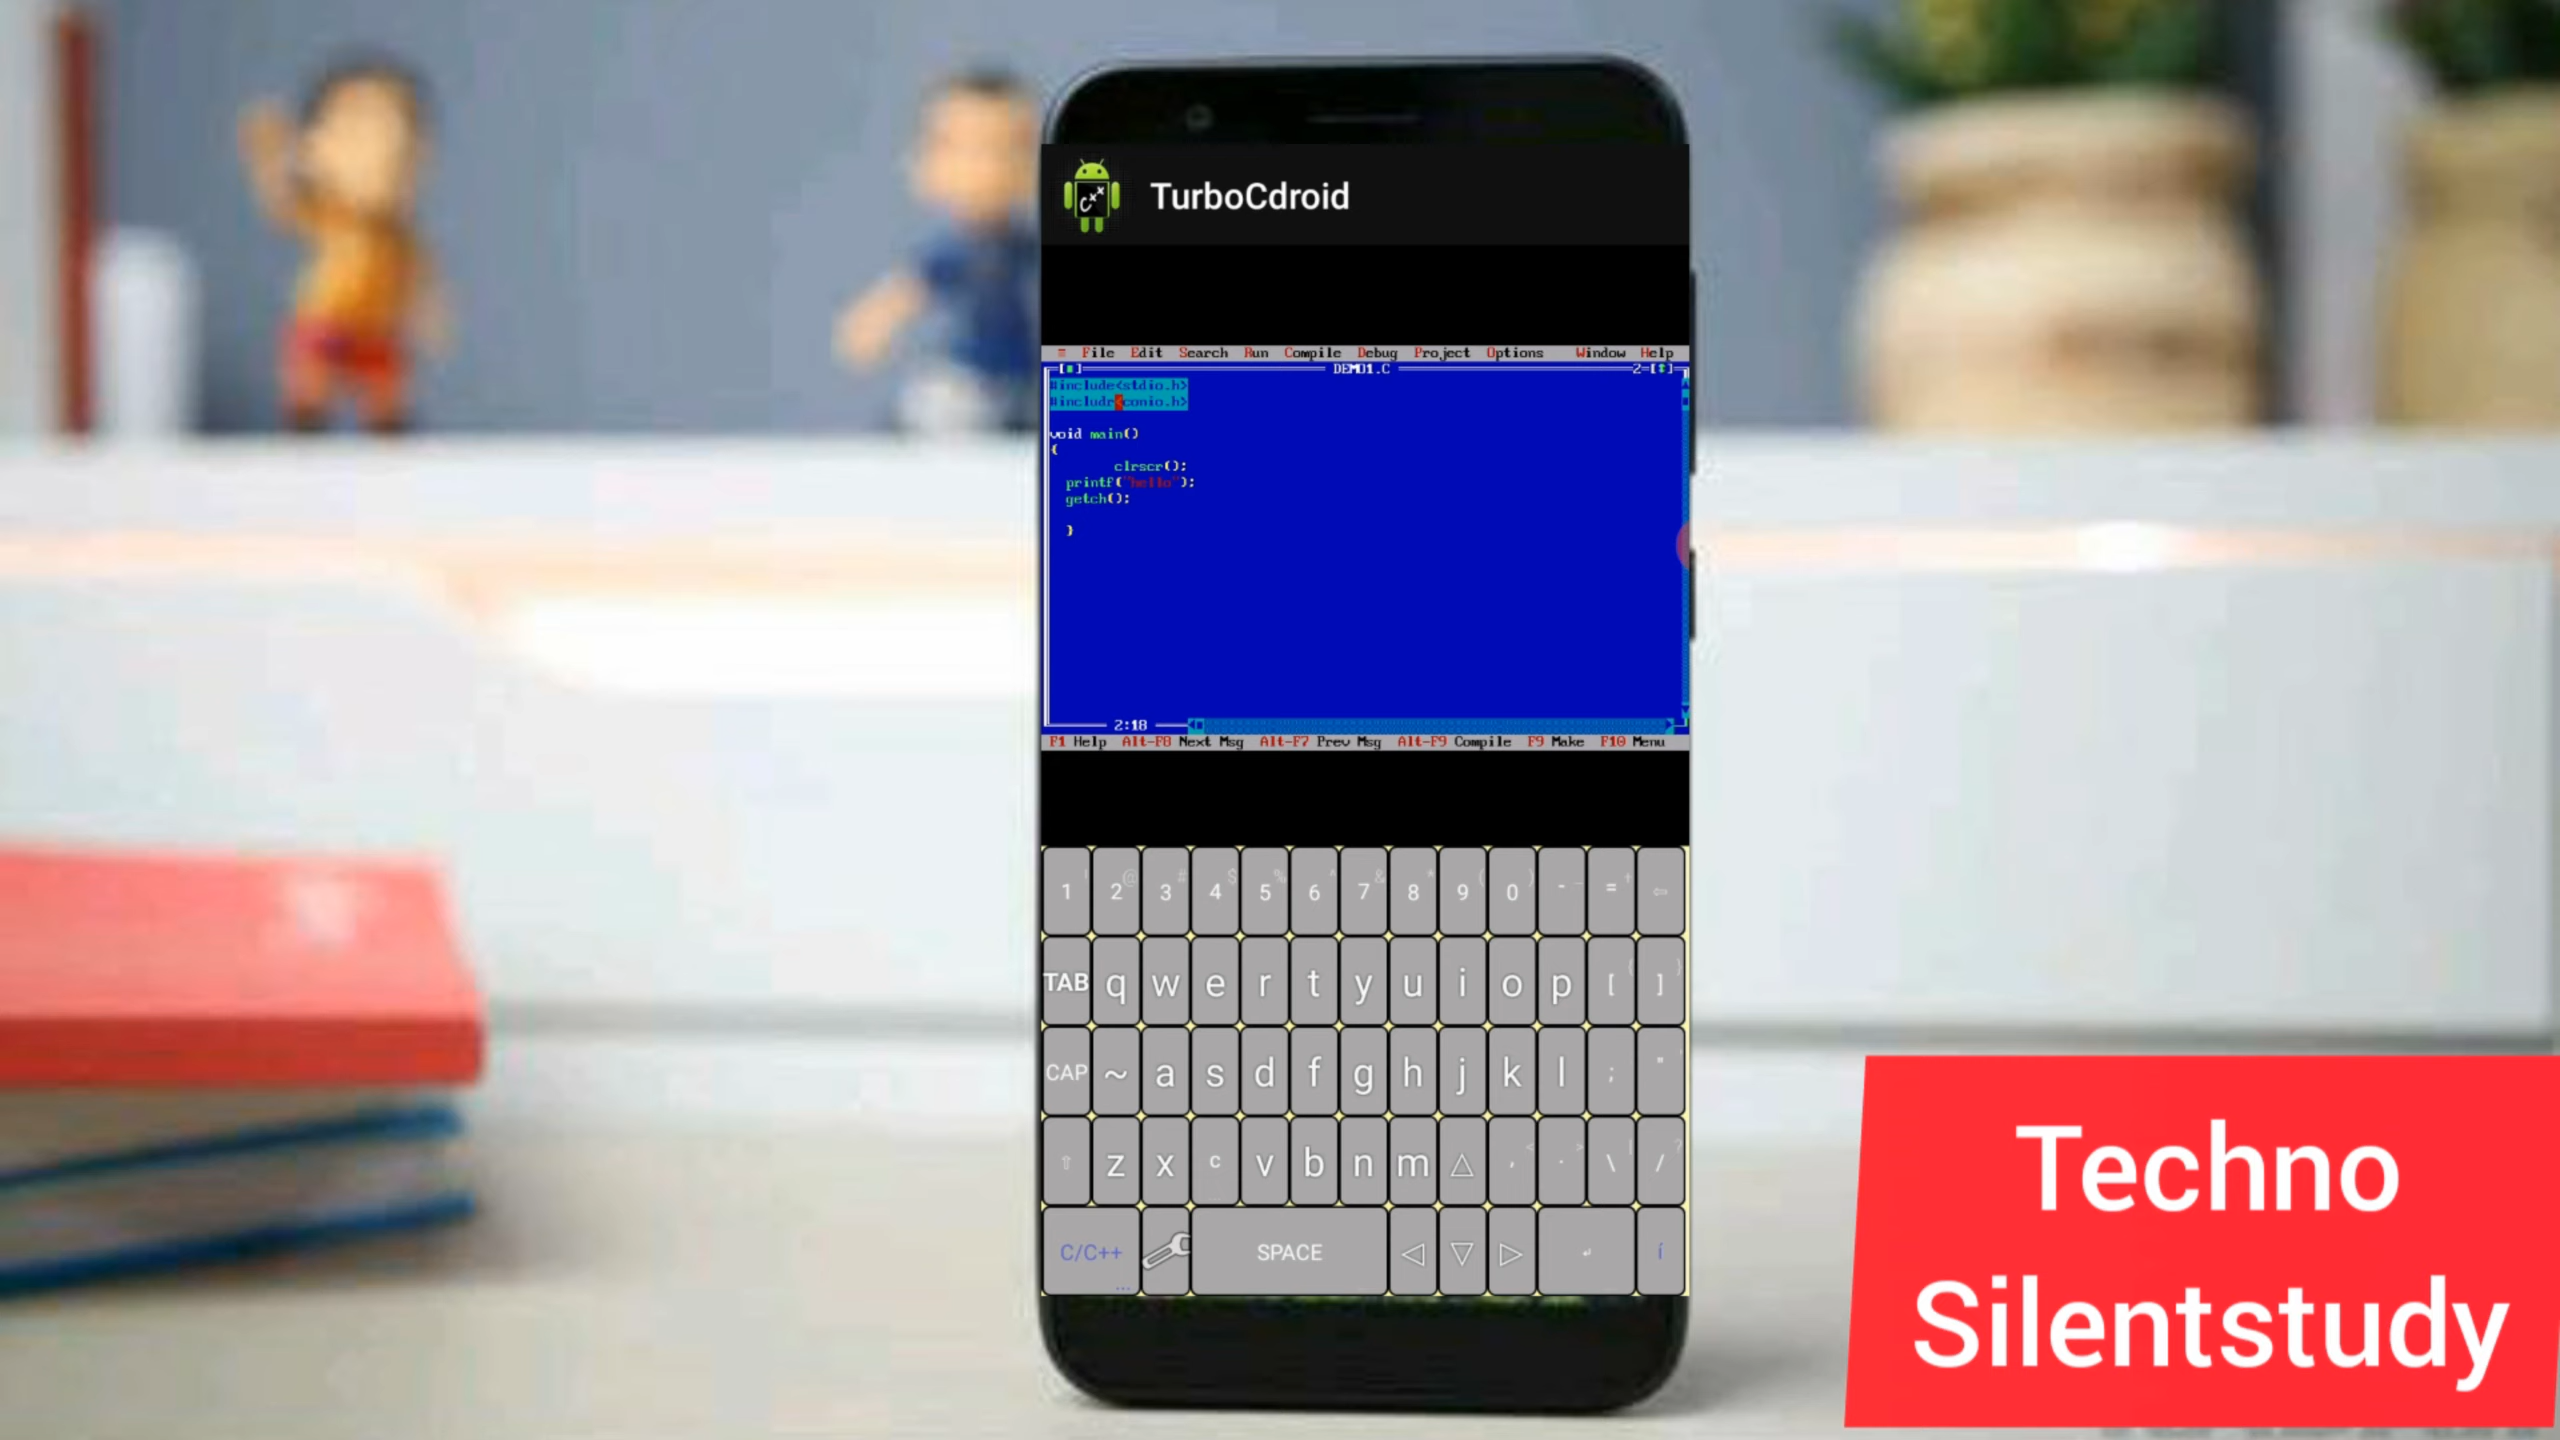 TurboCdroid
≡ File Edit Search Run Compile Debug Project Options Window Help
[■] DEMO1.C 2=[↕]
#include<stdio.h>
#includr<conio.h>
void main()
{
clrscr();
printf("hello");
getch();
}
2:18
F1 Help Alt-F8 Next Msg Alt-F7 Prev Msg Alt-F9 Compile F9 Make F10 Menu
1 ! 2 @ 3 # 4 $ 5 % 6 ^ 7 & 8 * 9 ( 0 ) - _ = + ⇦
TAB q w e r t y u i o p [ { ] }
CAP ~ a s d f g h j k l ; "
⇧ z x c v b n m △ , < . > \ | / ?
C/C++ ... SPACE ◁ ▽ ▷ ↵ í
Techno
Silentstudy